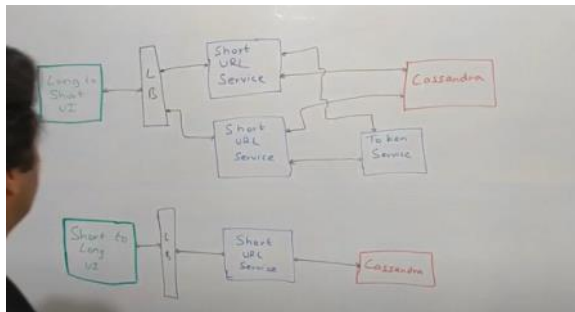 Long to
Short
UI
L
B
Short
URL
Service
Cassandra
Short
URL
Service
Token
Service
Short to
Long
UI
L
B
Short
URL
Service
Cassandra